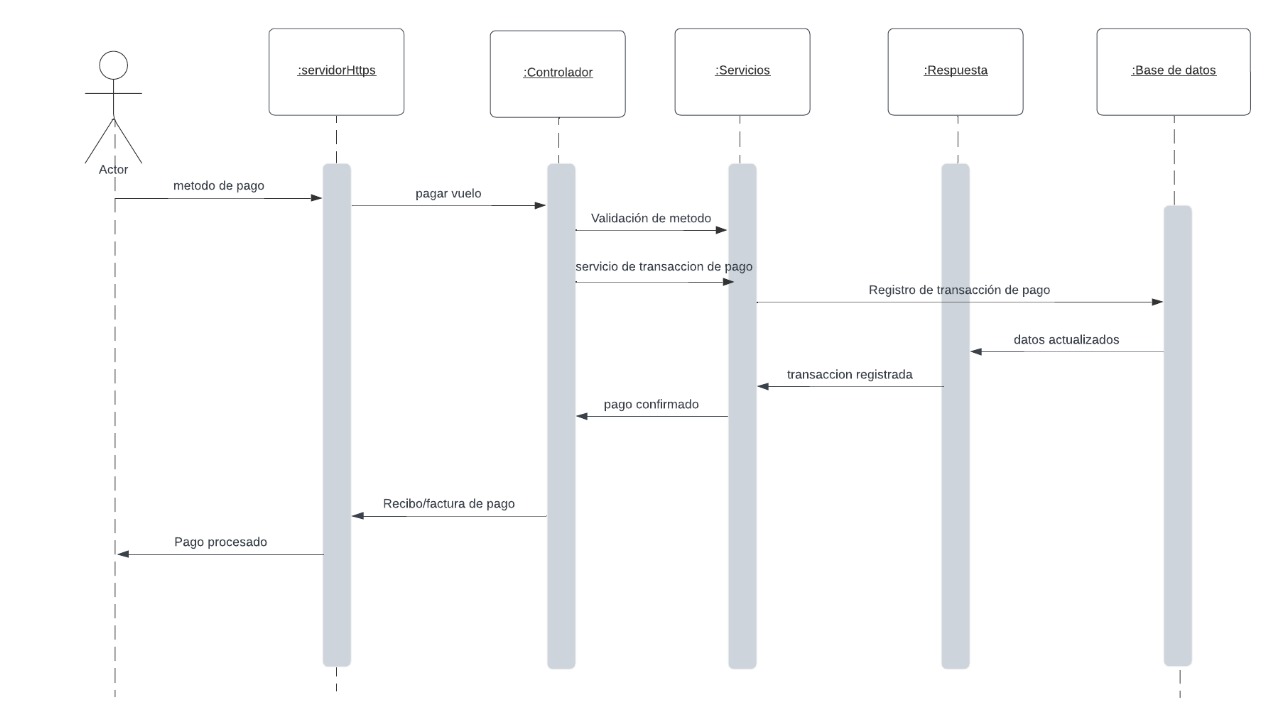 :servidorHttps
:Controlador
:Servicios
:Respuesta
:Base de datos
Actor
metodo de pago
pagar vuelo
Validación de metodo
servicio de transaccion de pago
Registro de transacción de pago
datos actualizados
transaccion registrada
pago confirmado
Recibo/factura de pago
Pago procesado